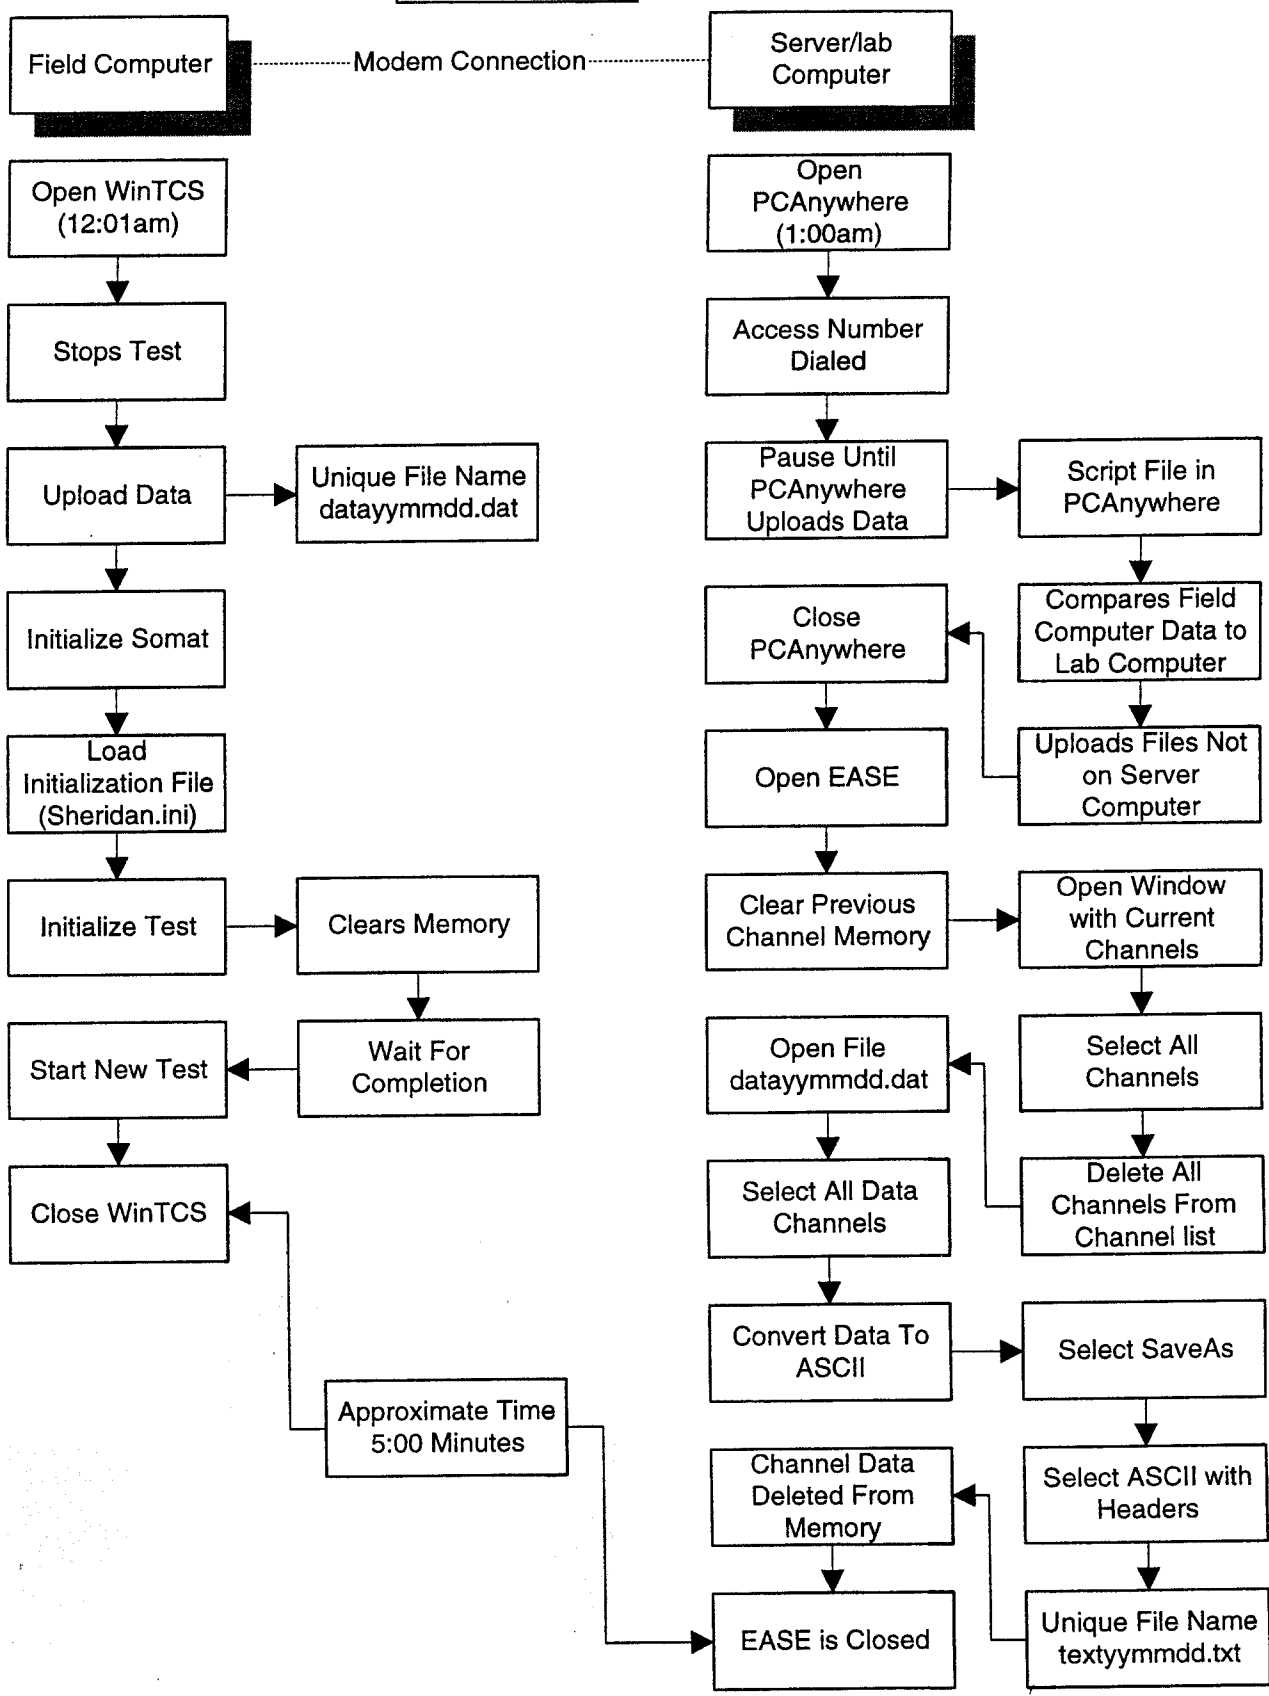 Field Computer
Modem Connection
Server/lab
Computer
Open WinTCS
(12:01am)
Stops Test
Upload Data
Unique File Name
datayymmdd.dat
Initialize Somat
Load
Initialization File
(Sheridan.ini)
Initialize Test
Clears Memory
Wait For
Completion
Start New Test
Close WinTCS
Approximate Time
5:00 Minutes
Open
PCAnywhere
(1:00am)
Access Number
Dialed
Pause Until
PCAnywhere
Uploads Data
Script File in
PCAnywhere
Compares Field
Computer Data to
Lab Computer
Uploads Files Not
on Server
Computer
Close
PCAnywhere
Open EASE
Clear Previous
Channel Memory
Open Window
with Current
Channels
Select All
Channels
Delete All
Channels From
Channel list
Open File
datayymmdd.dat
Select All Data
Channels
Convert Data To
ASCII
Select SaveAs
Select ASCII with
Headers
Unique File Name
textyymmdd.txt
Channel Data
Deleted From
Memory
EASE is Closed